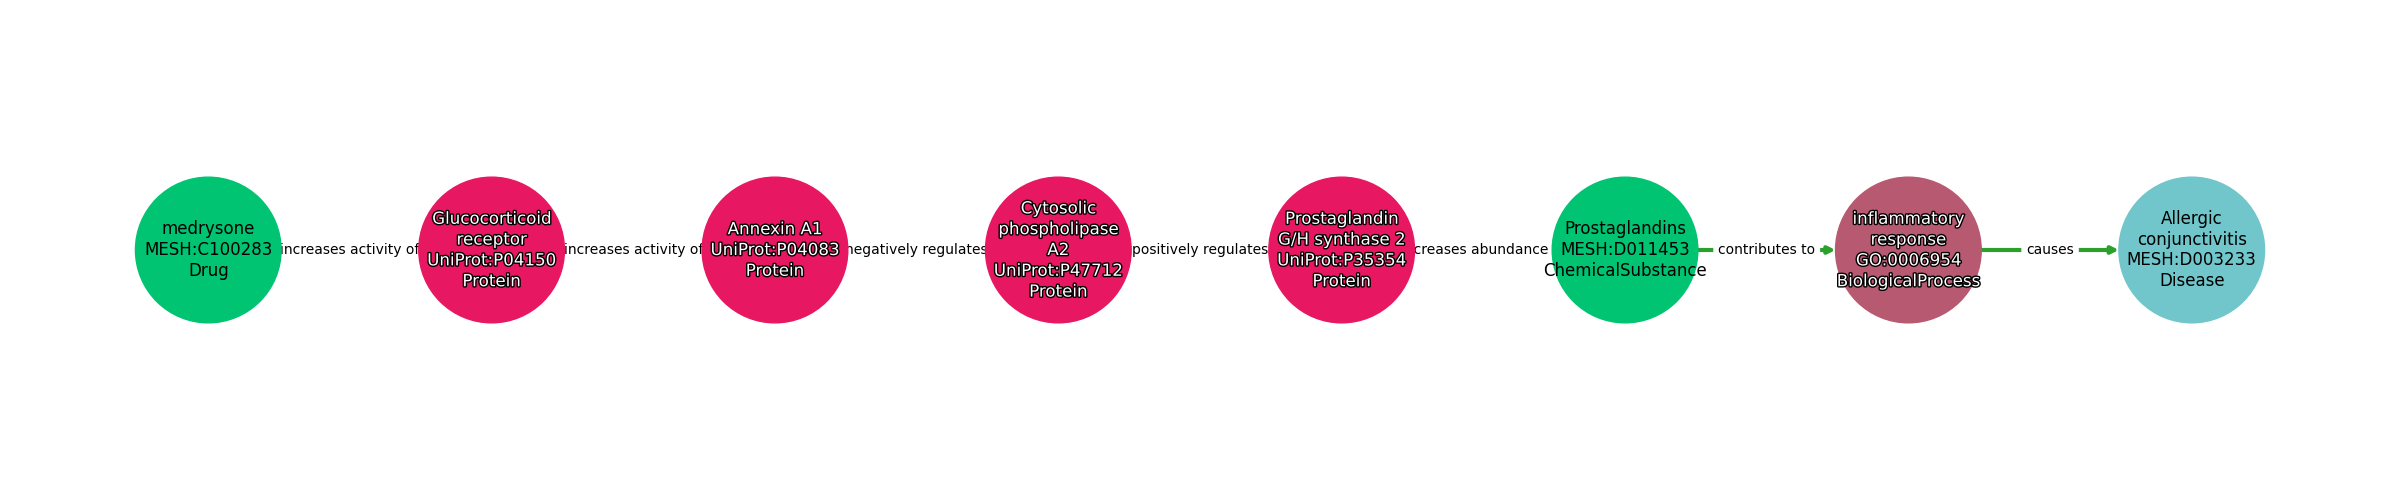 medrysone
MESH:C100283
Drug
increases activity of
Glucocorticoid
receptor
UniProt:P04150
Protein
increases activity of
Annexin A1
UniProt:P04083
Protein
negatively regulates
Cytosolic
phospholipase
A2
UniProt:P47712
Protein
positively regulates
Prostaglandin
G/H synthase 2
UniProt:P35354
Protein
creases abundance
Prostaglandins
MESH:D011453
ChemicalSubstance
contributes to
inflammatory
response
GO:0006954
BiologicalProcess
causes
Allergic
conjunctivitis
MESH:D003233
Disease